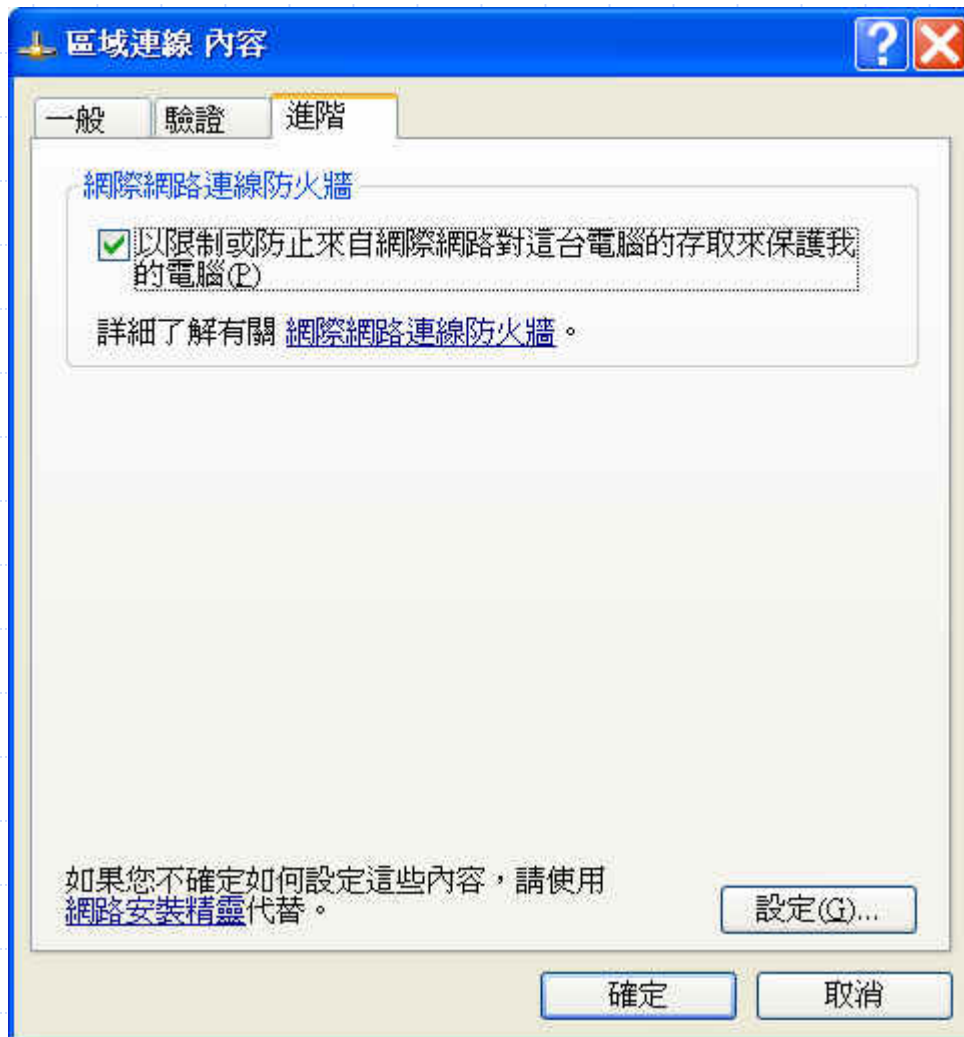 區域連線 內容
一般 驗證 進階
網際網路連線防火牆
以限制或防止來自網際網路對這台電腦的存取來保護我
的電腦(P)
詳細了解有關 網際網路連線防火牆。
如果您不確定如何設定這些內容，請使用
網路安裝精靈代替。
設定(G)...
確定 取消